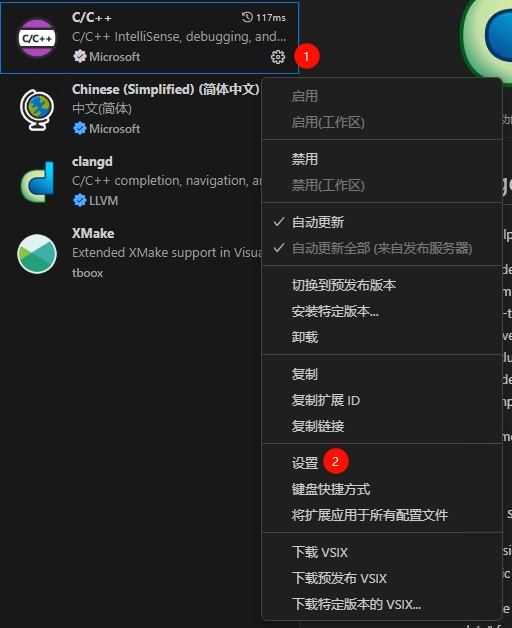 C/C++
117ms
C/C++ IntelliSense, debugging, and...
Microsoft
1
Chinese (Simplified) (简体中文)
中文(简体)
Microsoft
clangd
C/C++ completion, navigation, an
LLVM
XMake
Extended XMake support in Visua
tboox
启用
启用(工作区)
禁用
禁用(工作区)
自动更新
自动更新全部 (来自发布服务器)
切换到预发布版本
安装特定版本...
卸载
复制
复制扩展 ID
复制链接
设置
2
键盘快捷方式
将扩展应用于所有配置文件
下载 VSIX
下载预发布 VSIX
下载特定版本的 VSIX...